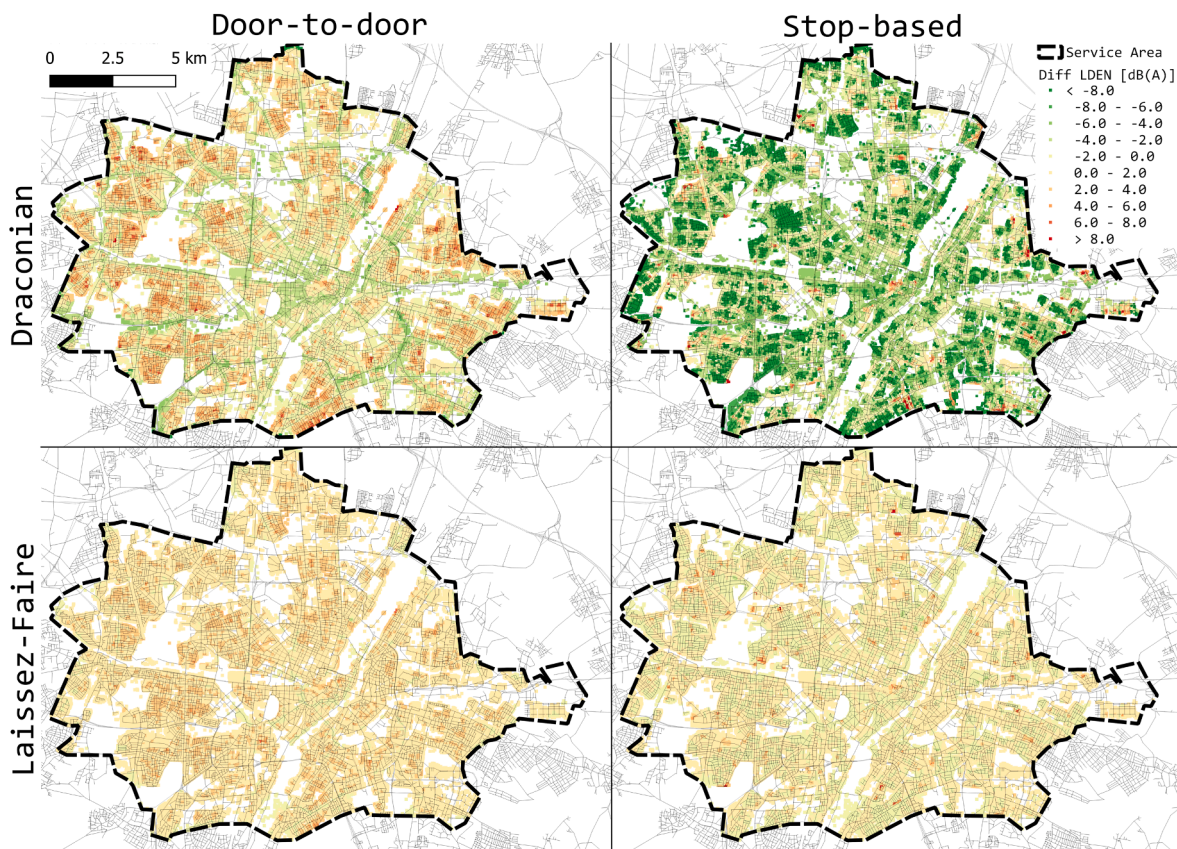 Door-to-door
Stop-based
0 2.5 5 km
Service Area
Diff LDEN [dB(A)]
< -8.0
-8.0 - -6.0
-6.0 - -4.0
-4.0 - -2.0
-2.0 - 0.0
0.0 - 2.0
2.0 - 4.0
4.0 - 6.0
6.0 - 8.0
> 8.0
Draconian
Laissez-Faire